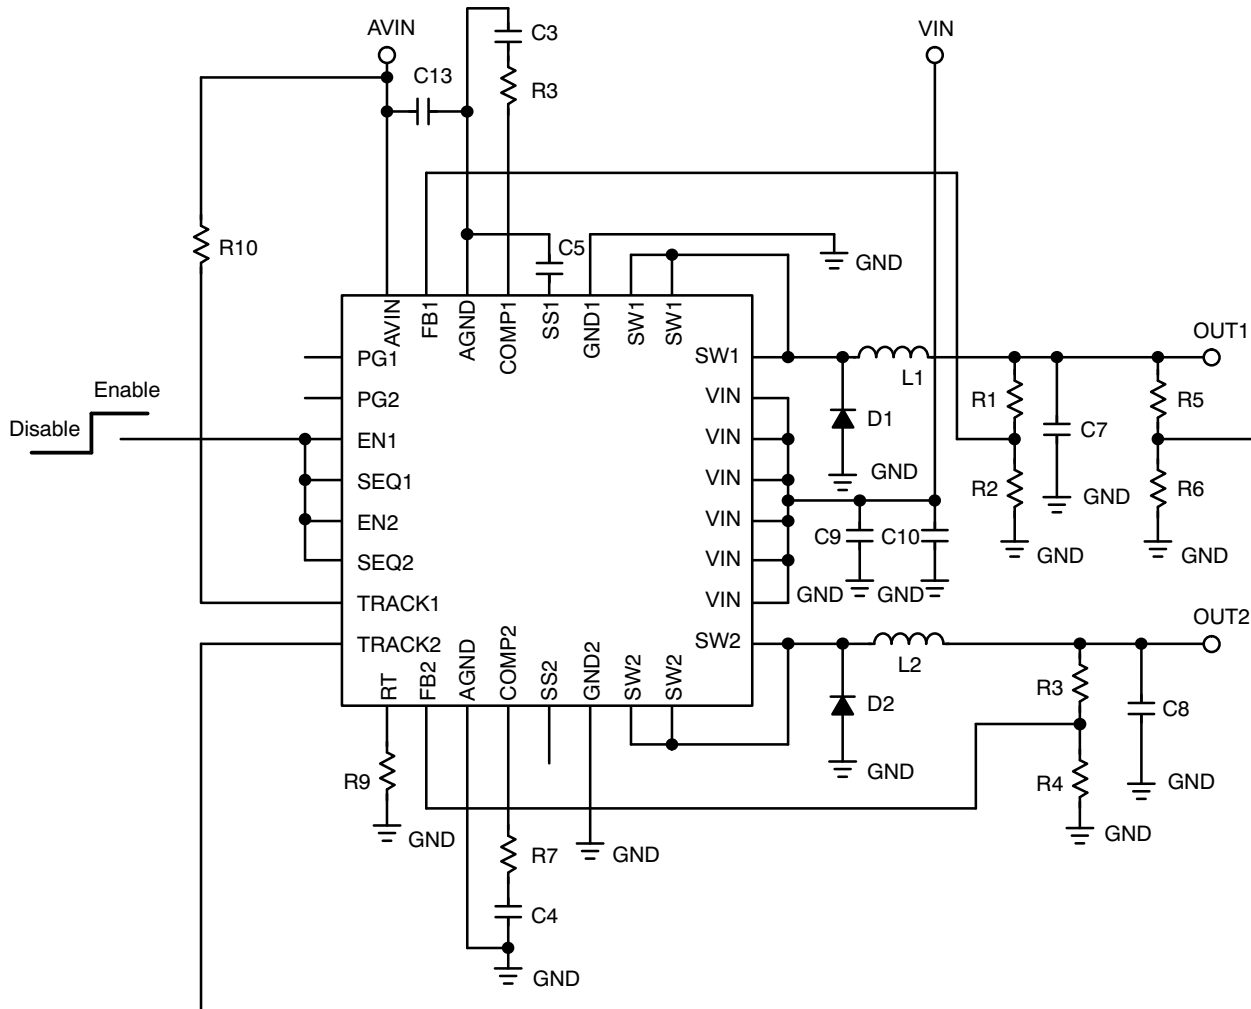 AVIN
C3
VIN
C13
R3
R10
C5
GND
AVIN
FB1
AGND
COMP1
SS1
GND1
SW1
SW1
OUT1
PG1
SW1
L1
Enable
PG2
VIN
R1
R5
Disable
EN1
VIN
D1
C7
SEQ1
VIN
GND
R2
GND
R6
EN2
VIN
C9
C10
SEQ2
VIN
GND
GND
TRACK1
VIN
GND
GND
OUT2
TRACK2
SW2
L2
RT
FB2
AGND
COMP2
SS2
GND2
SW2
SW2
R3
D2
C8
R9
GND
R4
GND
GND
GND
GND
R7
C4
GND